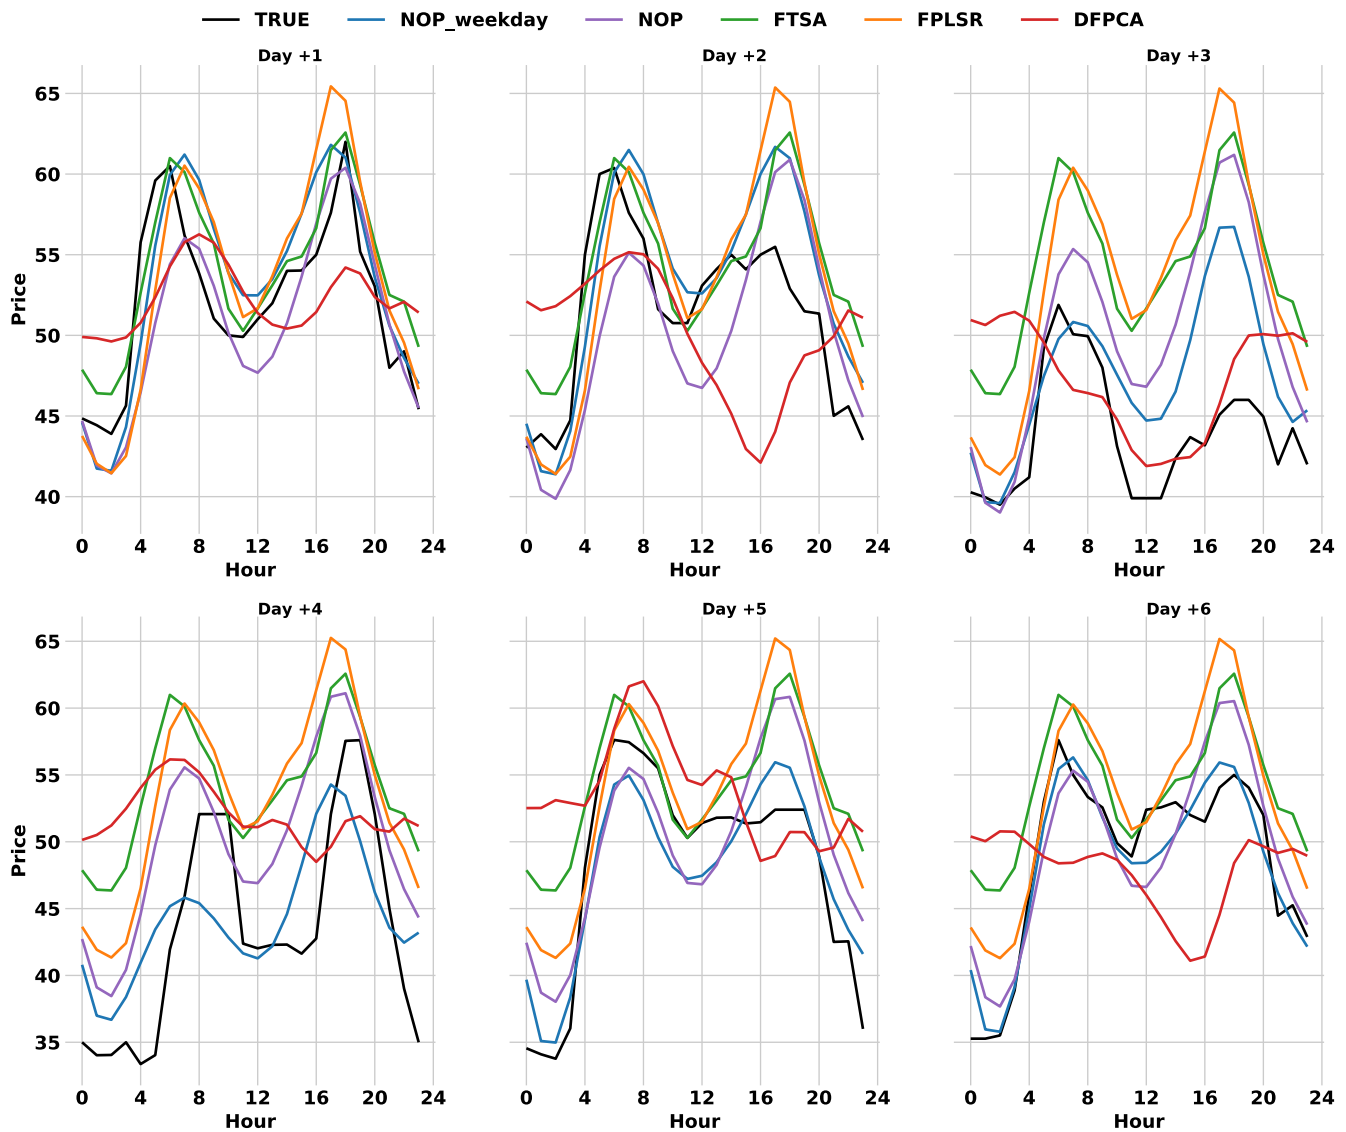 TRUE NOP_weekday NOP FTSA FPLSR DFPCA
Day +1 Day +2 Day +3
65
60
55
50
45
40
Price
0 4 8 12 16 20 24 0 4 8 12 16 20 24 0 4 8 12 16 20 24
Hour Hour Hour
Day +4 Day +5 Day +6
65
60
55
50
45
40
35
Price
0 4 8 12 16 20 24 0 4 8 12 16 20 24 0 4 8 12 16 20 24
Hour Hour Hour